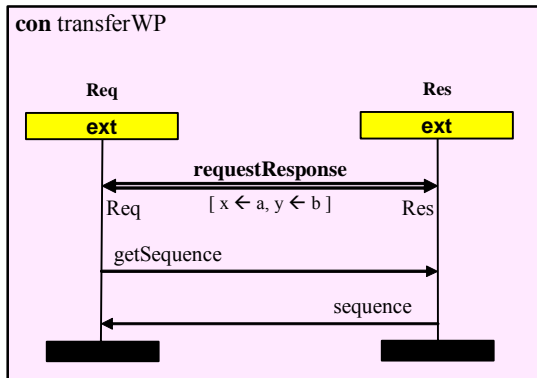 con transferWP
Req Res
ext ext
requestResponse
Req [ x ← a, y ← b ] Res
getSequence
sequence